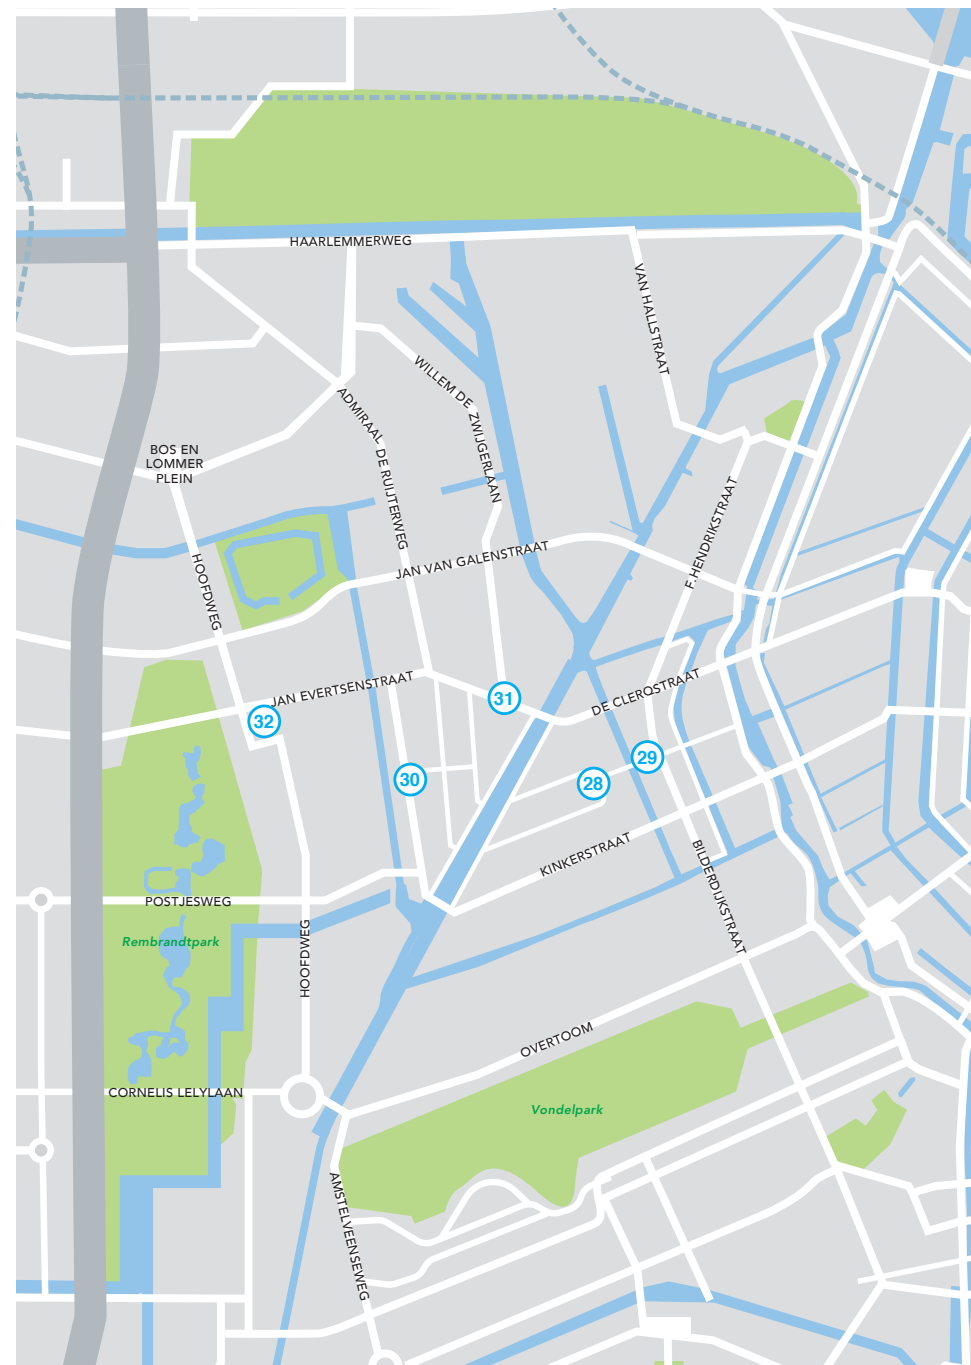 HAARLEMMERWEG
VAN HALLSTRAAT
WILLEM DE ZWIJGERLAAN
ADMIRAAL DE RUIJTERWEG
BOS EN
LOMMER
PLEIN
F. HENDRIKSTRAAT
JAN VAN GALENSTRAAT
HOOFDWEG
JAN EVERTSENSTRAAT
DE CLERQSTRAAT
31
32
29
30
28
KINKERSTRAAT
BILDERDIJKSTRAAT
POSTJESWEG
Rembrandtpark
HOOFDWEG
OVERTOOM
CORNELIS LELYLAAN
Vondelpark
AMSTELVEENSEWEG